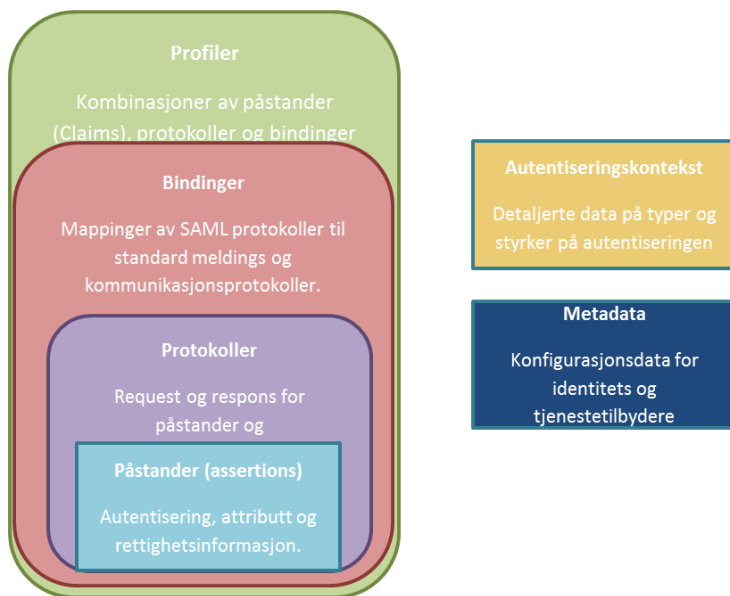 Profiler
Kombinasjoner av påstander
(Claims), protokoller og bindinger
Bindinger
Mappinger av SAML protokoller til
standard meldings og
kommunikasjonsprotokoller.
Protokoller
Request og respons for
påstander og
Påstander (assertions)
Autentisering, attributt og
rettighetsinformasjon.
Autentiseringskontekst
Detaljerte data på typer og
styrker på autentiseringen
Metadata
Konfigurasjonsdata for
identitets og
tjenestetilbydere